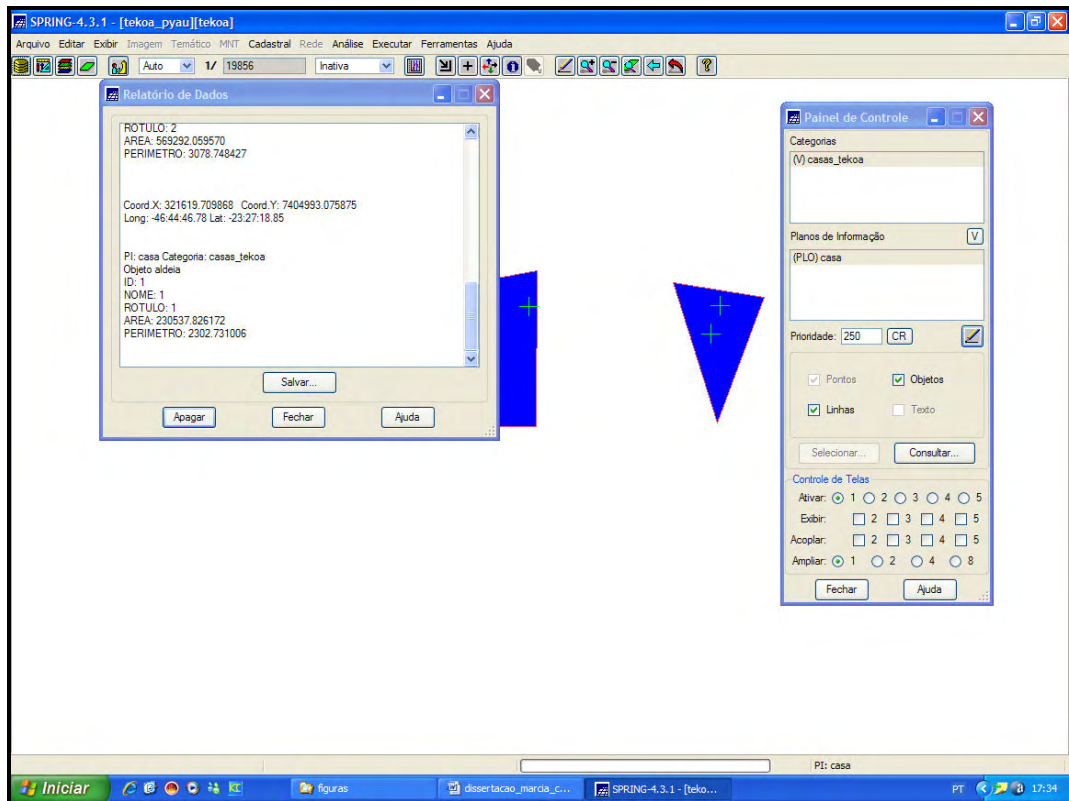 SPRING-4.3.1 - [tekoa_pyau][tekoa]
Arquivo Editar Exibir Imagem Temático MNT Cadastral Rede Análise Executar Ferramentas Ajuda
Auto 1/ 19856 Inativa
Relatório de Dados
ROTULO: 2
AREA: 569292.059570
PERIMETRO: 3078.748427
Coord.X: 321619.709868 Coord.Y: 7404993.075875
Long: -46:44:46.78 Lat: -23:27:18.85
PI: casa Categoria: casas_tekoa
Objeto aldeia
ID: 1
NOME: 1
ROTULO: 1
AREA: 230537.826172
PERIMETRO: 2302.731006
Salvar...
Apagar Fechar Ajuda
Painel de Controle
Categorias
(V) casas_tekoa
Planos de Informação V
(PLO) casa
Prioridade: 250 CR
Pontos Objetos
Linhas Texto
Selecionar... Consultar...
Controle de Telas
Ativar: 1 2 3 4 5
Exibir: 2 3 4 5
Acoplar: 2 3 4 5
Ampliar: 1 2 4 8
Fechar Ajuda
PI: casa
Iniciar figuras dissertacao_marcia_c... SPRING-4.3.1 - [teko... PT 17:34